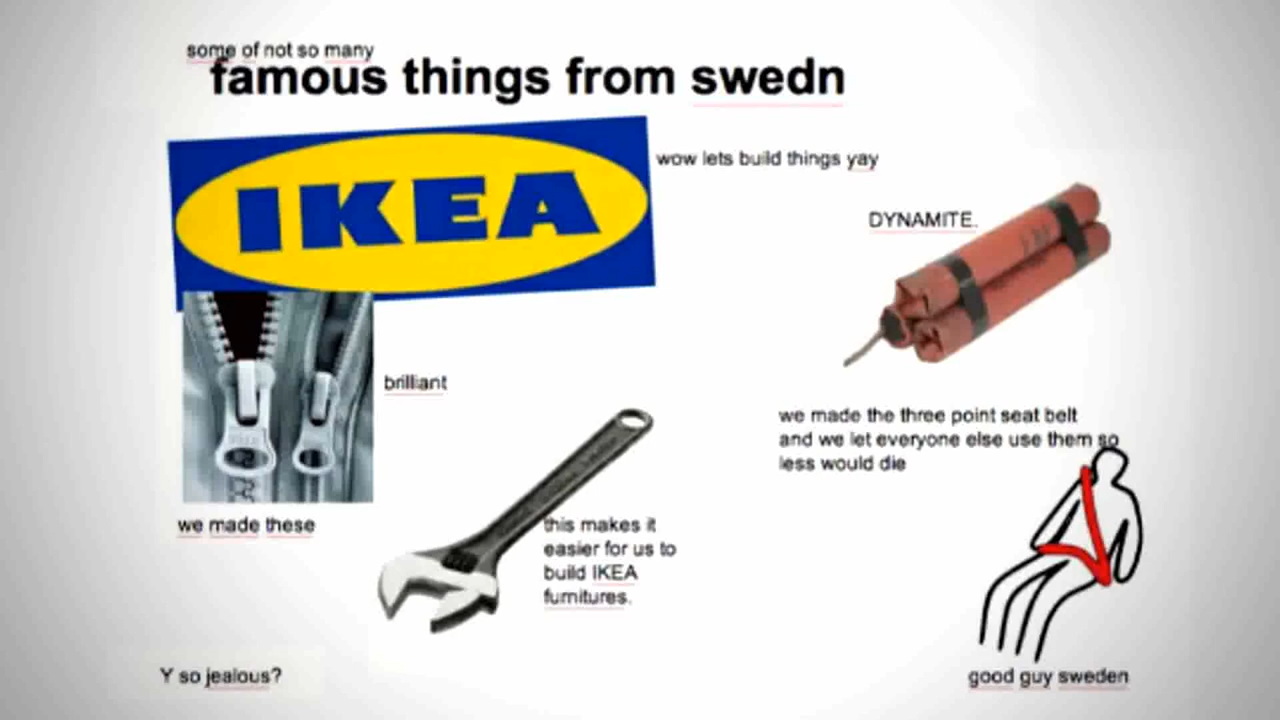 some of not so many
famous things from swedn
IKEA
wow lets build things yay
DYNAMITE.
brilliant
we made the three point seat belt
and we let everyone else use them so
less would die
we made these
this makes it
easier for us to
build IKEA
furnitures.
Y so jealous?
good guy sweden